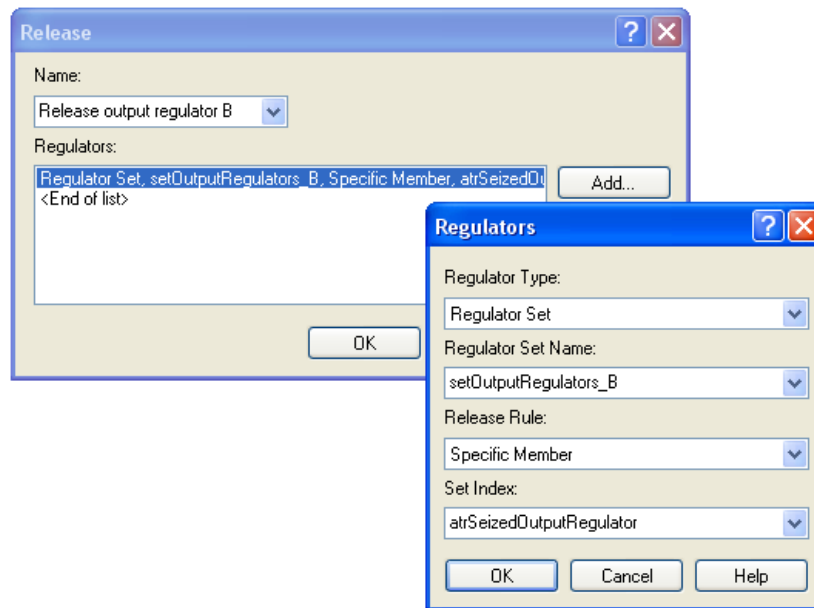 Release
Name:
Release output regulator B
Regulators:
Regulator Set, setOutputRegulators_B, Specific Member, atrSeizedOu
<End of list>
Add...
OK
Regulators
Regulator Type:
Regulator Set
Regulator Set Name:
setOutputRegulators_B
Release Rule:
Specific Member
Set Index:
atrSeizedOutputRegulator
OK
Cancel
Help